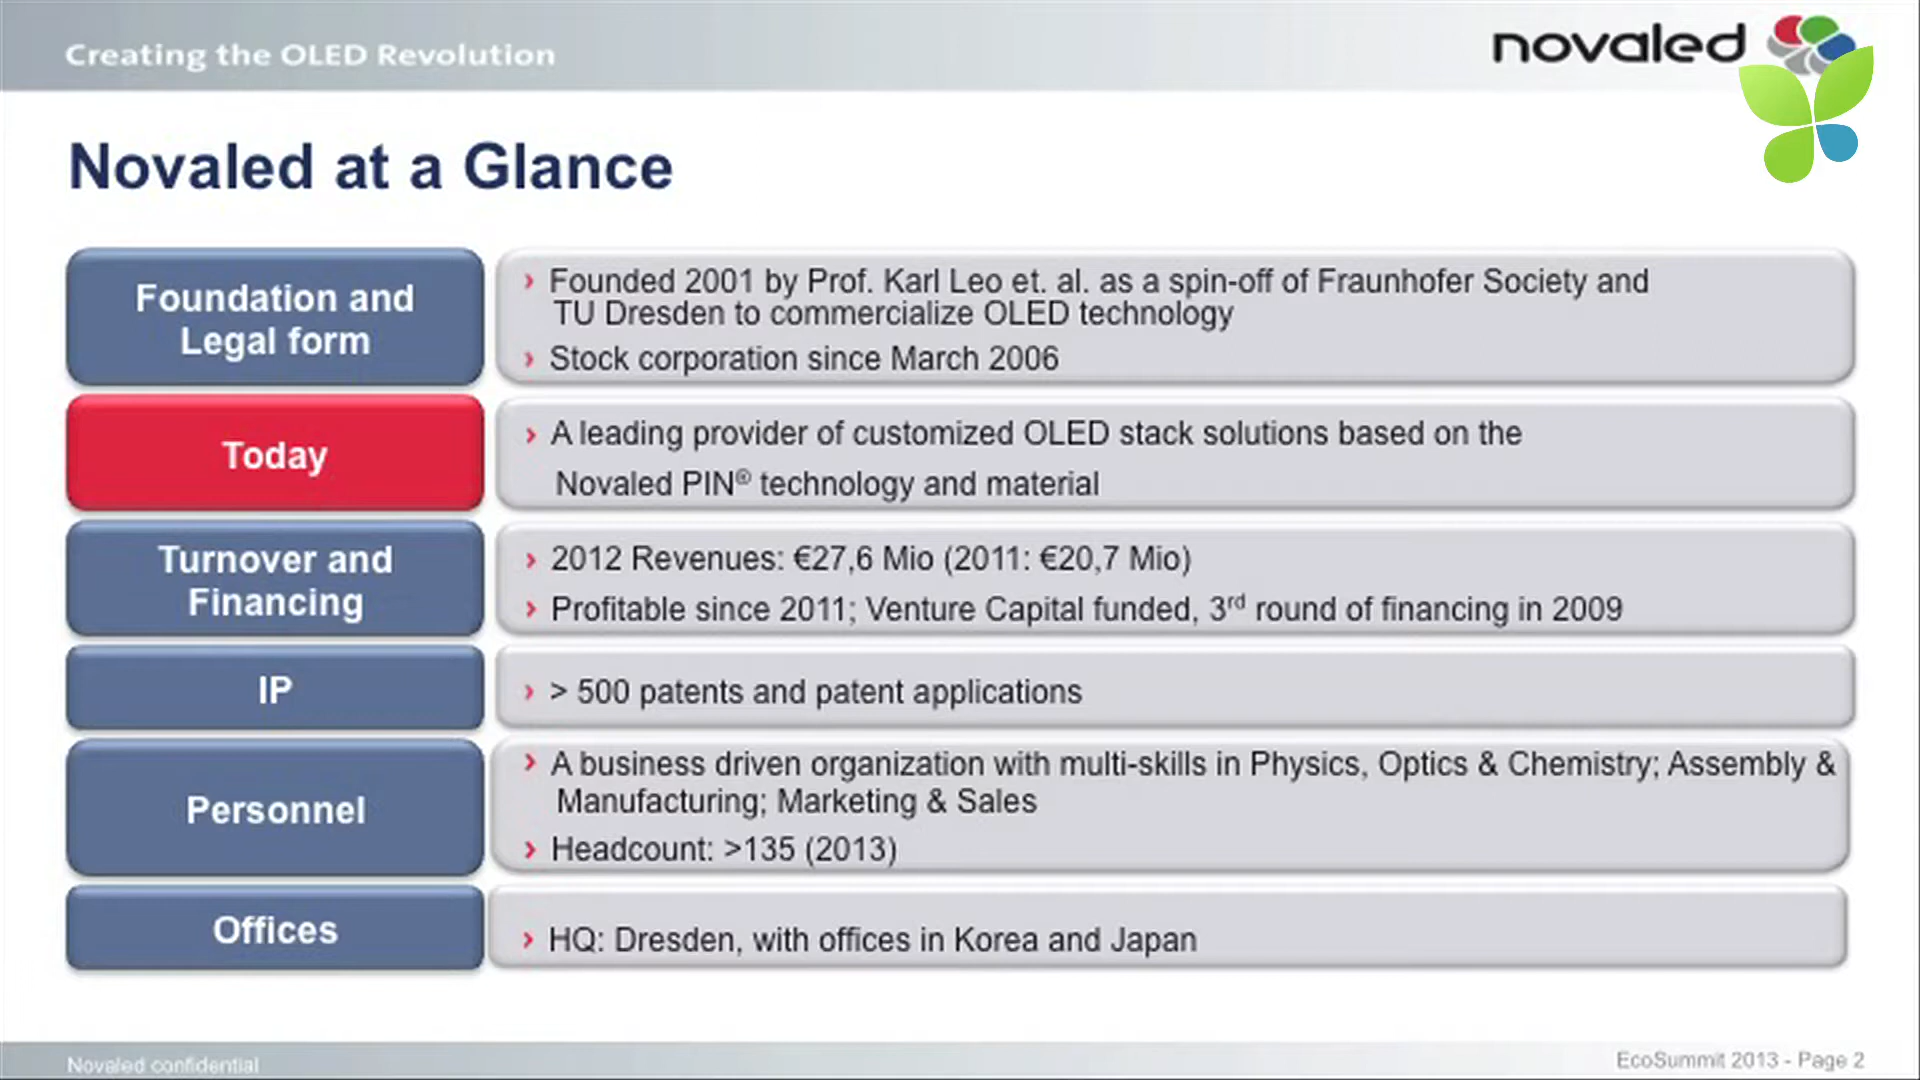 Creating the OLED Revolution
novaled
Novaled at a Glance
Foundation and
Legal form
› Founded 2001 by Prof. Karl Leo et. al. as a spin-off of Fraunhofer Society and
TU Dresden to commercialize OLED technology
› Stock corporation since March 2006
Today
› A leading provider of customized OLED stack solutions based on the
Novaled PIN® technology and material
Turnover and
Financing
› 2012 Revenues: €27,6 Mio (2011: €20,7 Mio)
› Profitable since 2011; Venture Capital funded, 3rd round of financing in 2009
IP
› > 500 patents and patent applications
Personnel
› A business driven organization with multi-skills in Physics, Optics & Chemistry; Assembly &
Manufacturing; Marketing & Sales
› Headcount: >135 (2013)
Offices
› HQ: Dresden, with offices in Korea and Japan
Novaled confidential
EcoSummit 2013 - Page 2